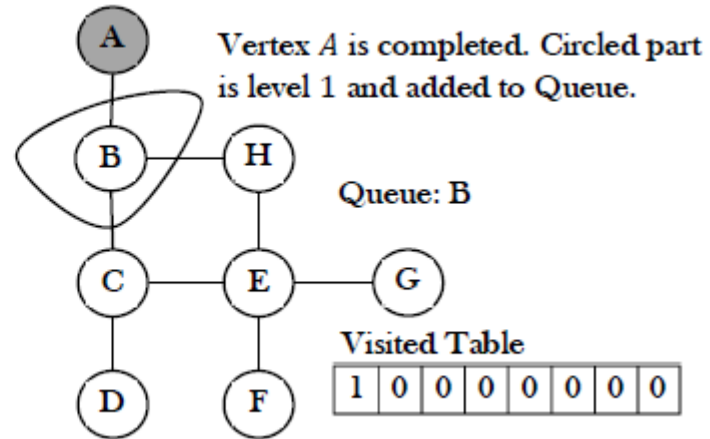 A
Vertex A is completed. Circled part
is level 1 and added to Queue.
B H
Queue: B
C E G
Visited Table
1 0 0 0 0 0 0 0
D F